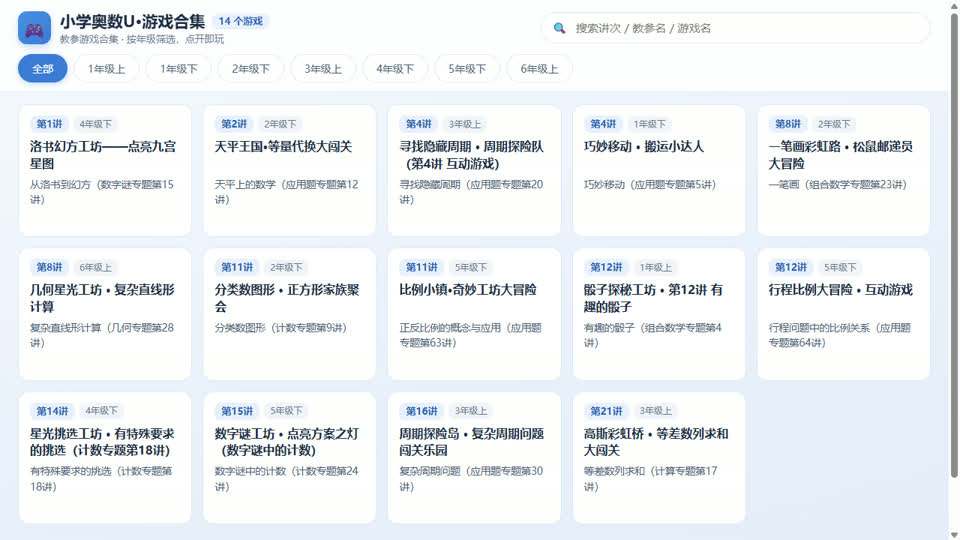 小学奥数U•游戏合集 14 个游戏
教参游戏合集 · 按年级筛选，点开即玩
搜索讲次 / 教参名 / 游戏名
全部 1年级上 1年级下 2年级下 3年级上 4年级下 5年级下 6年级上
第1讲 4年级下
洛书幻方工坊——点亮九宫
星图
从洛书到幻方（数字谜专题第15
讲）
第2讲 2年级下
天平王国•等量代换大闯关
天平上的数学（应用题专题第12
讲）
第4讲 3年级上
寻找隐藏周期 • 周期探险队
（第4讲 互动游戏）
寻找隐藏周期（应用题专题第20
讲）
第4讲 1年级下
巧妙移动 • 搬运小达人
巧妙移动（应用题专题第5讲）
第8讲 2年级下
一笔画彩虹路 • 松鼠邮递员
大冒险
一笔画（组合数学专题第23讲）
第8讲 6年级上
几何星光工坊 • 复杂直线形
计算
复杂直线形计算（几何专题第28
讲）
第11讲 2年级下
分类数图形 • 正方形家族聚
会
分类数图形（计数专题第9讲）
第11讲 5年级下
比例小镇•奇妙工坊大冒险
正反比例的概念与应用（应用题
专题第63讲）
第12讲 1年级上
骰子探秘工坊 • 第12讲 有
趣的骰子
有趣的骰子（组合数学专题第4
讲）
第12讲 5年级下
行程比例大冒险 • 互动游戏
行程问题中的比例关系（应用题
专题第64讲）
第14讲 4年级下
星光挑选工坊 • 有特殊要求
的挑选（计数专题第18讲）
有特殊要求的挑选（计数专题第
18讲）
第15讲 5年级下
数字谜工坊 • 点亮方案之灯
（数字谜中的计数）
数字谜中的计数（计数专题第24
讲）
第16讲 3年级上
周期探险岛 • 复杂周期问题
闯关乐园
复杂周期问题（应用题专题第30
讲）
第21讲 3年级上
高斯彩虹桥 • 等差数列求和
大闯关
等差数列求和（计算专题第17
讲）